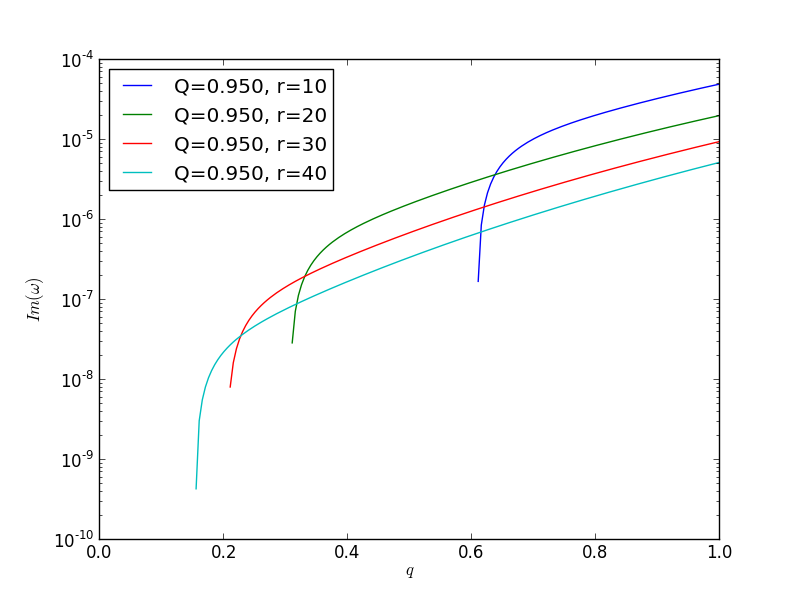 10^-4
10^-5
10^-6
10^-7
10^-8
10^-9
10^-10
Im(ω)
Q=0.950, r=10
Q=0.950, r=20
Q=0.950, r=30
Q=0.950, r=40
0.0 0.2 0.4 0.6 0.8 1.0
q